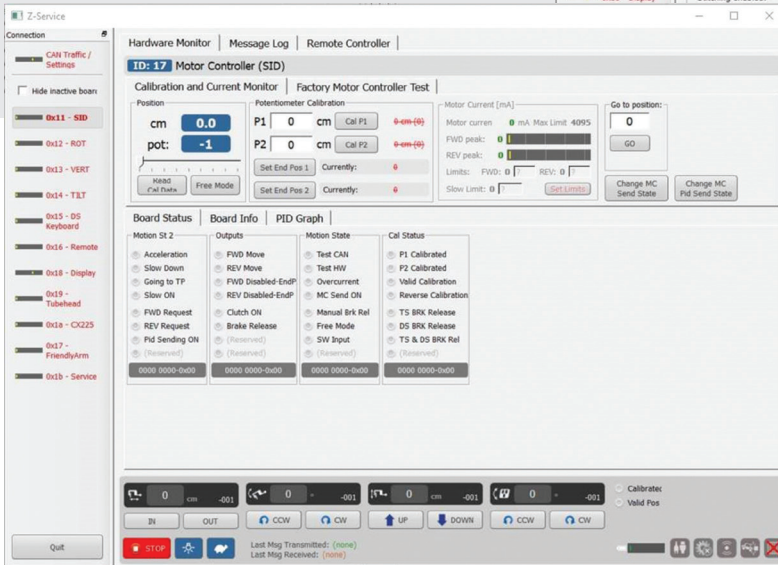 Z-Service
Connection
CAN Traffic /
Settings
Hide inactive boar
0x11 - SID
0x12 - ROT
0x13 - VERT
0x14 - TILT
0x15 - DS
Keyboard
0x16 - Remote
0x18 - Display
0x19 -
Tubehead
0x1a - CX225
0x17 -
FriendlyArm
0x1b - Service
Quit
Hardware Monitor Message Log Remote Controller
ID: 17 Motor Controller (SID)
Calibration and Current Monitor Factory Motor Controller Test
Position
cm 0.0
pot: -1
Read
Cal Data
Free Mode
Potentiometer Calibration
P1 0 cm Cal P1 0 cm (0)
P2 0 cm Cal P2 0 cm (0)
Set End Pos 1 Currently: 0
Set End Pos 2 Currently: 0
Motor Current [mA]
Motor curren 0 mA Max Limit 4095
FWD peak: 0
REV peak: 0
Limits: FWD: 0 ? REV: 0 ?
Slow Limit: 0 ? Set Limits
Go to position:
0
GO
Change MC
Send State
Change MC
Pid Send State
Board Status Board Info PID Graph
Motion St 2
Acceleration
Slow Down
Going to TP
Slow ON
FWD Request
REV Request
Pid Sending ON
(Reserved)
0000 0000-0x00
Outputs
FWD Move
REV Move
FWD Disabled-EndP
REV Disabled-EndP
Clutch ON
Brake Release
(Reserved)
(Reserved)
0000 0000-0x00
Motion State
Test CAN
Test HW
Overcurrent
MC Send ON
Manual Brk Rel
Free Mode
SW Input
(Reserved)
0000 0000-0x00
Cal Status
P1 Calibrated
P2 Calibrated
Valid Calibration
Reverse Calibration
TS BRK Release
DS BRK Release
TS & DS BRK Rel
(Reserved)
0000 0000-0x00
0 cm -001
0 ° -001
0 cm -001
0 ° -001
Calibrated
Valid Pos
IN OUT CCW CW UP DOWN CCW CW
STOP
Last Msg Transmitted: (none)
Last Msg Received: (none)